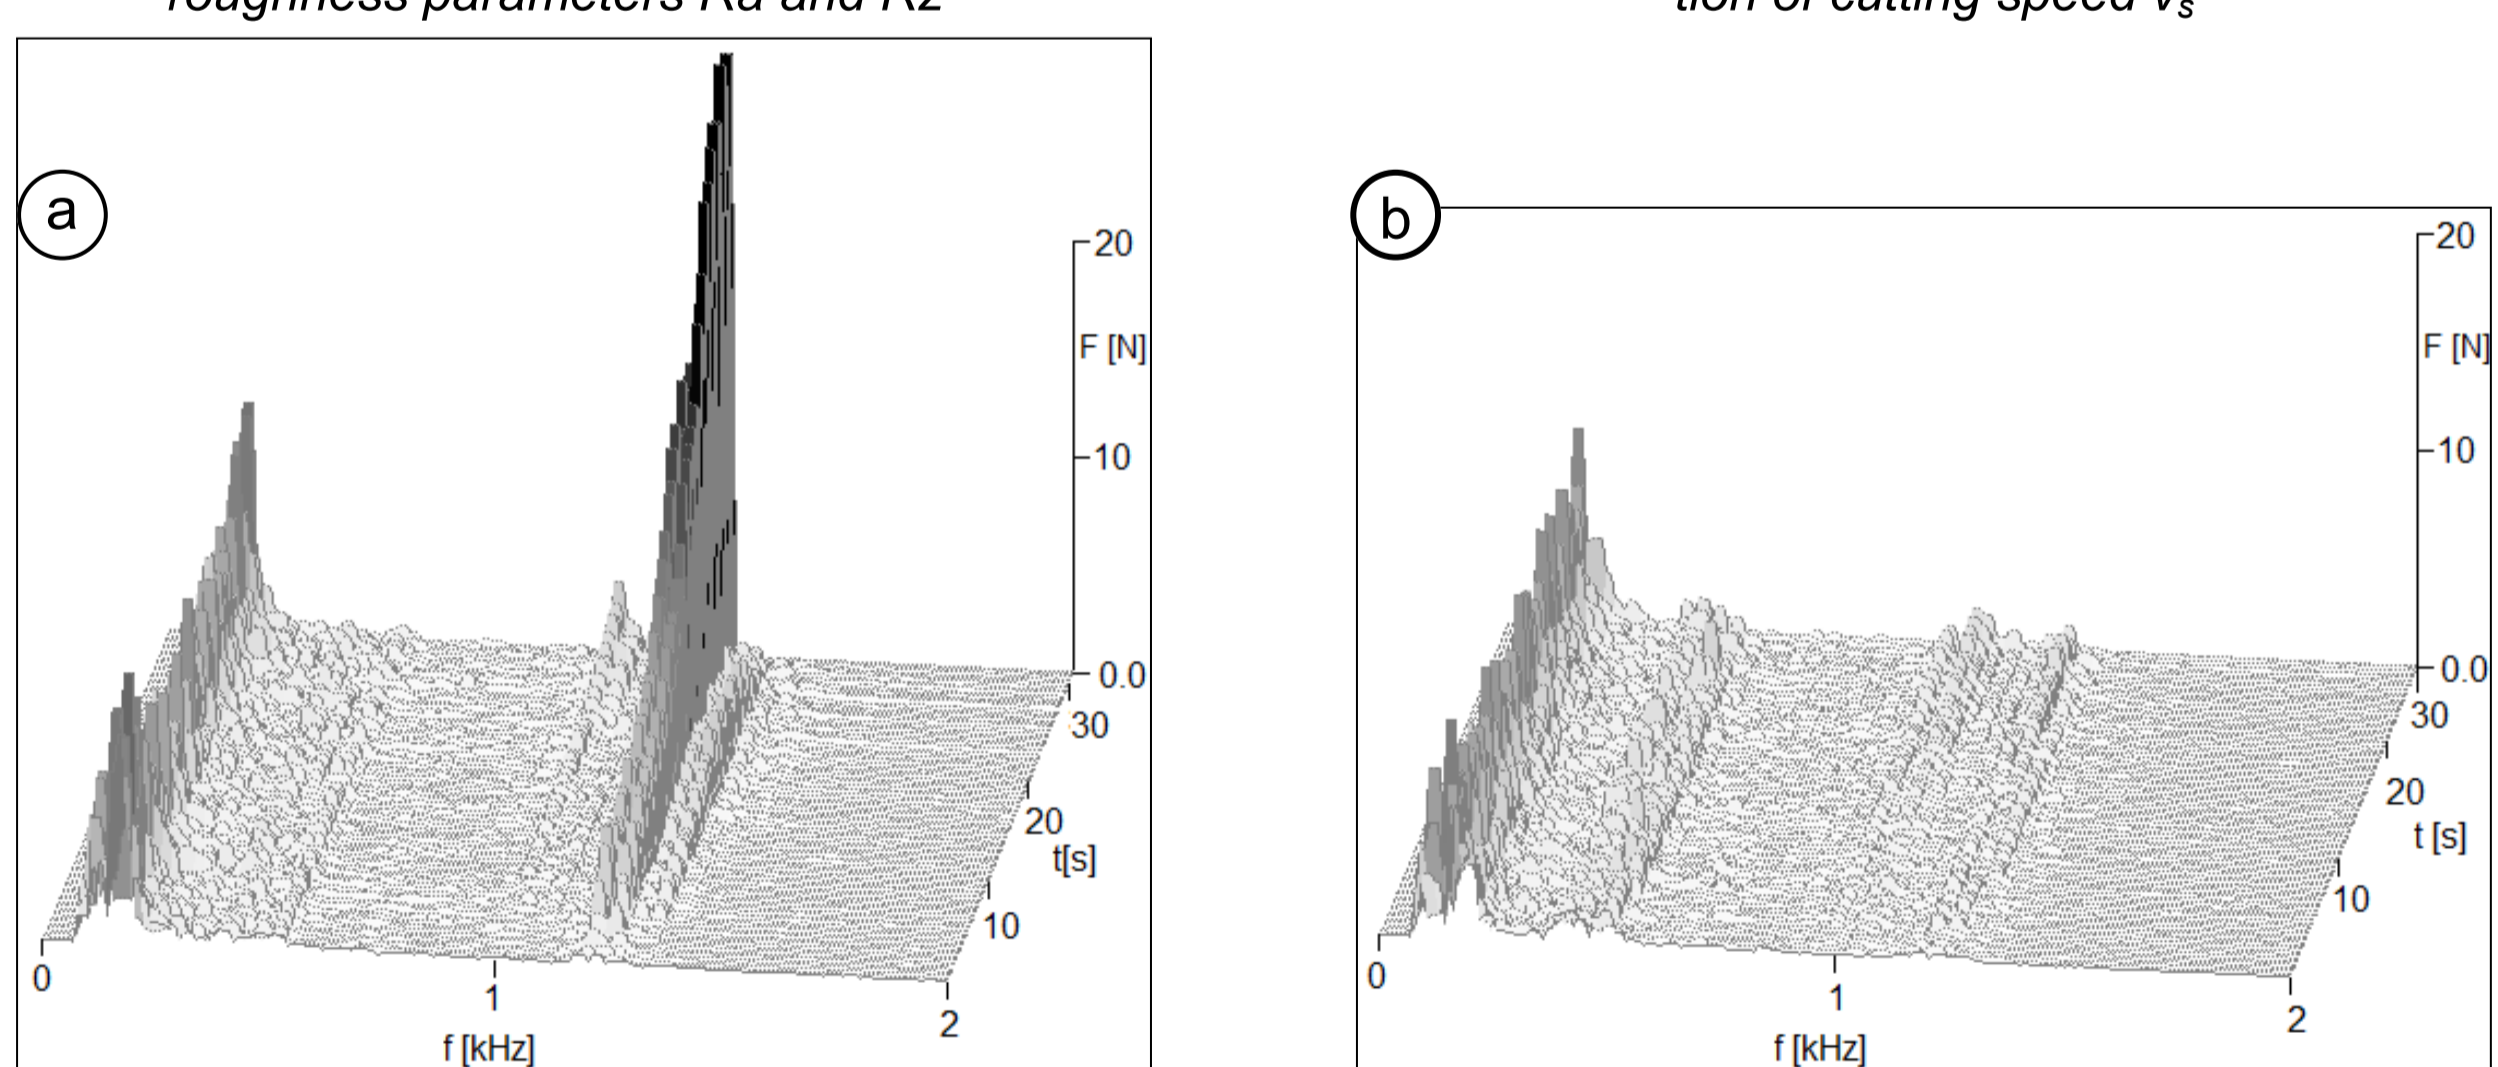 roughness parameters Ra and Rz
tion of cutting speed vs
a
20
F [N]
10
0.0
30
20
t[s]
10
0
1
2
f [kHz]
b
20
F [N]
10
0.0
30
20
t [s]
10
0
1
2
f [kHz]